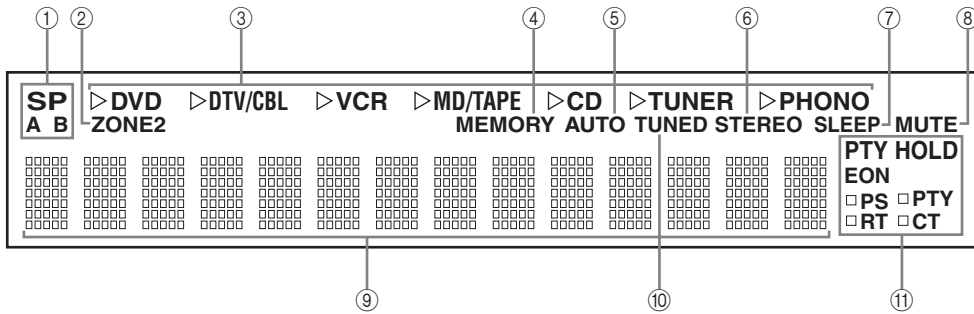 ① ② ③ ④ ⑤ ⑥ ⑦ ⑧
SP ▷DVD ▷DTV/CBL ▷VCR ▷MD/TAPE ▷CD ▷TUNER ▷PHONO
A B ZONE2 MEMORY AUTO TUNED STEREO SLEEP MUTE
PTY HOLD
EON
□PS □PTY
□RT □CT
⑨ ⑩ ⑪